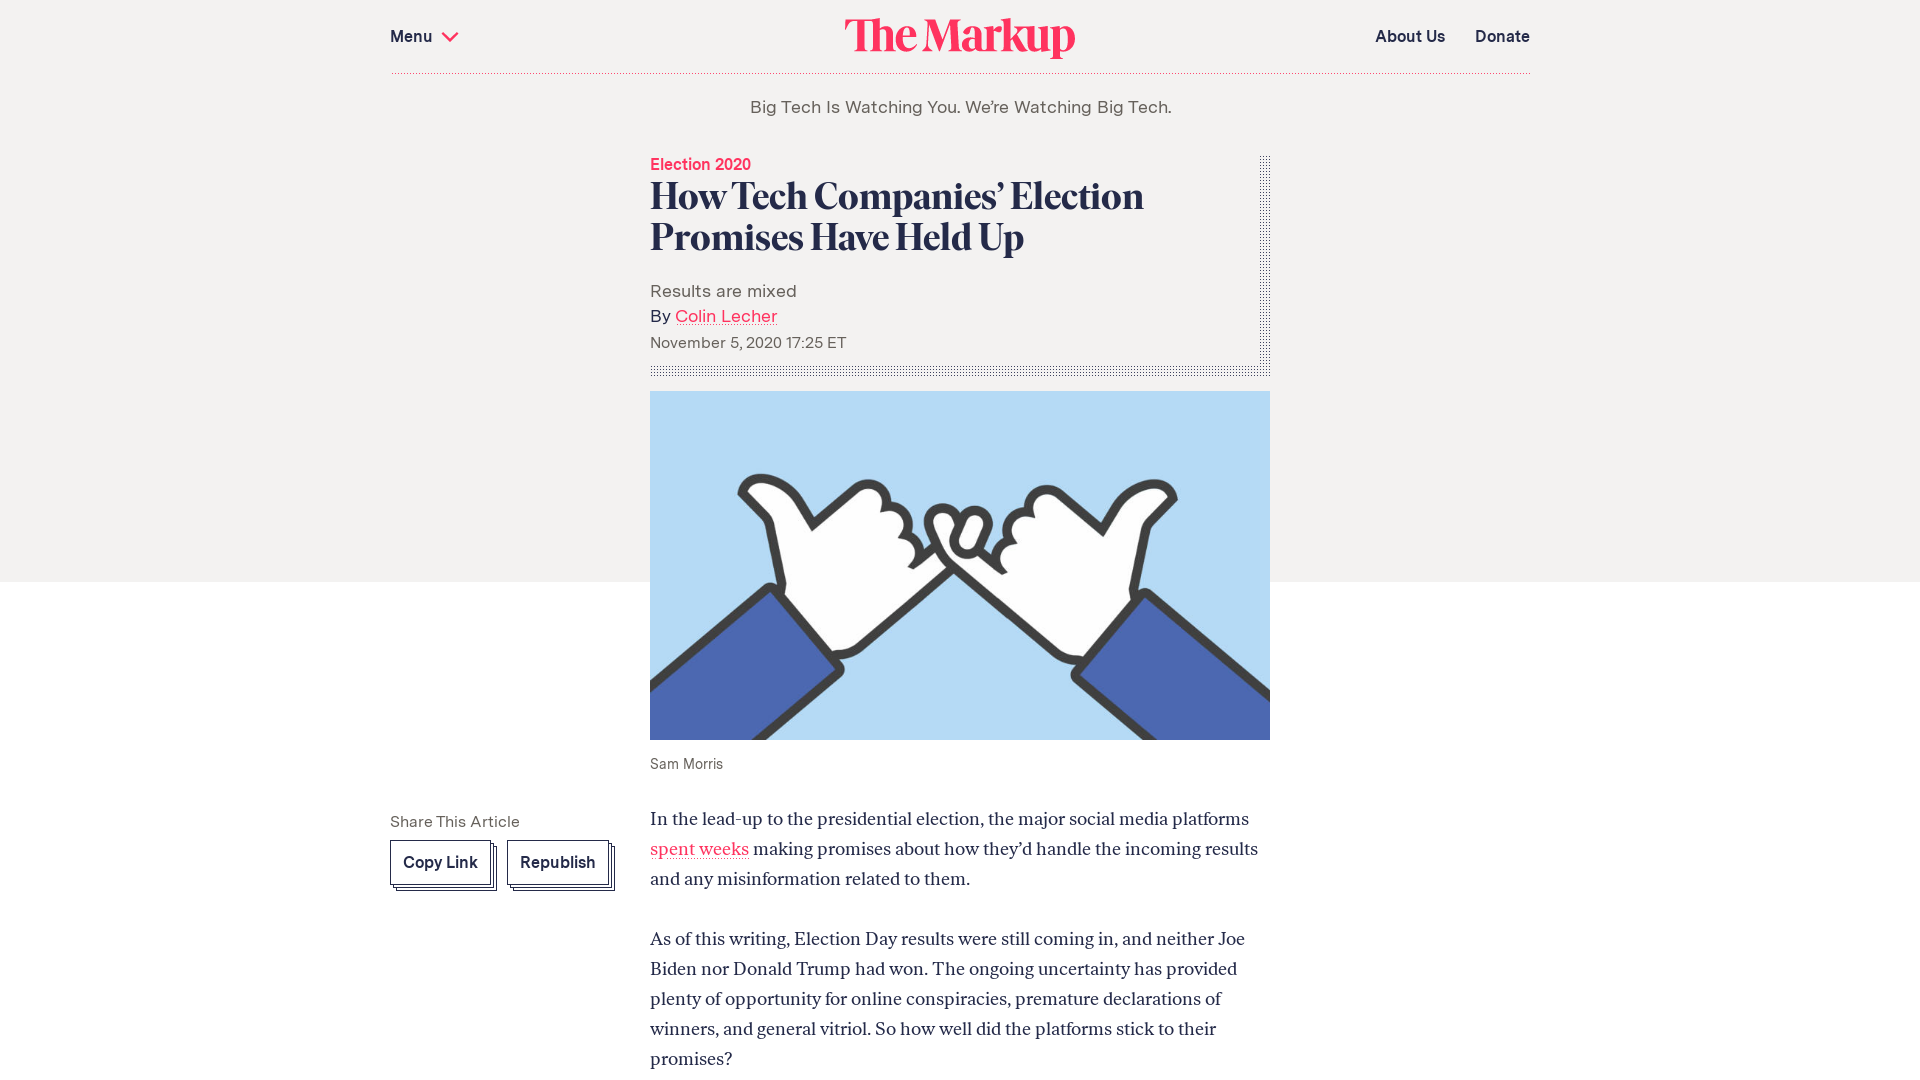 Menu
The Markup
About Us
Donate
Big Tech Is Watching You. We’re Watching Big Tech.
Election 2020
How Tech Companies’ Election
Promises Have Held Up
Results are mixed
By Colin Lecher
November 5, 2020 17:25 ET
Sam Morris
Share This Article
Copy Link
Republish
In the lead-up to the presidential election, the major social media platforms
spent weeks making promises about how they’d handle the incoming results
and any misinformation related to them.
As of this writing, Election Day results were still coming in, and neither Joe
Biden nor Donald Trump had won. The ongoing uncertainty has provided
plenty of opportunity for online conspiracies, premature declarations of
winners, and general vitriol. So how well did the platforms stick to their
promises?